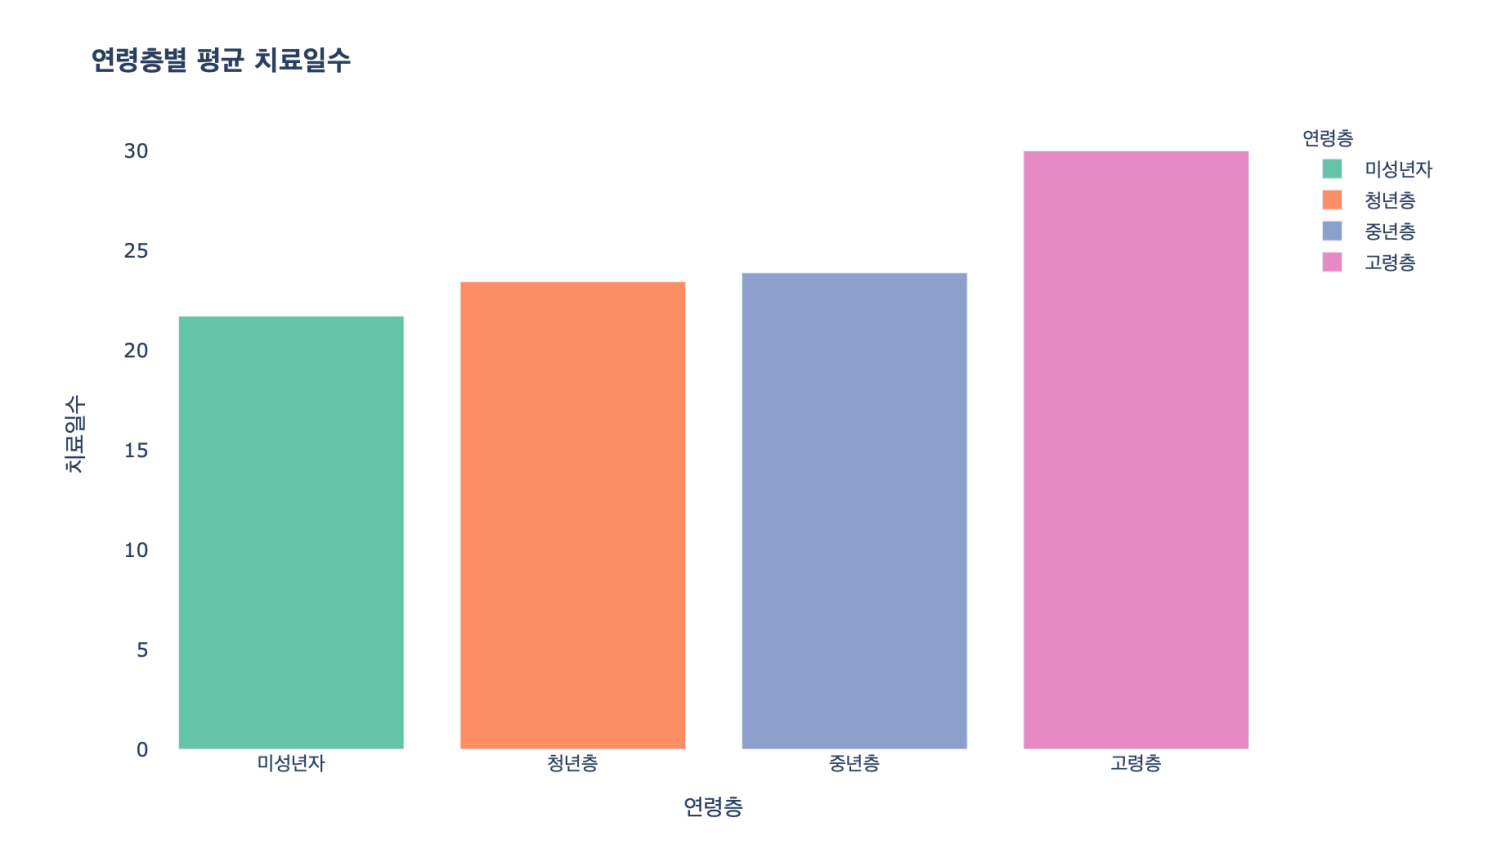 연령층별 평균 치료일수
30
25
20
15
10
5
0
치료일수
미성년자
청년층
중년층
고령층
연령층
연령층
미성년자
청년층
중년층
고령층